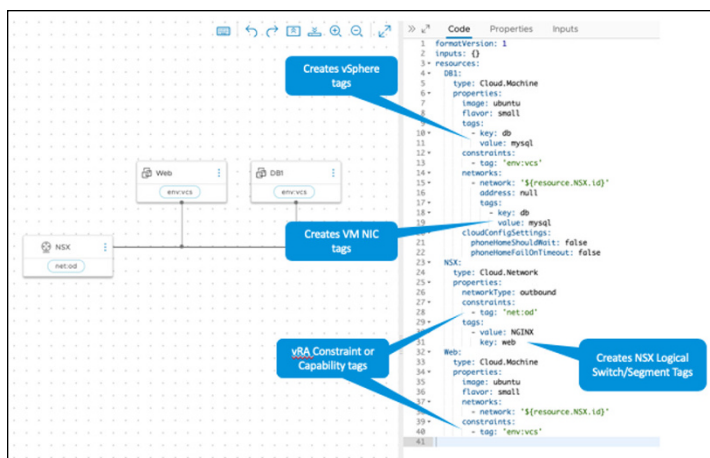 Code Properties Inputs
1 formatVersion: 1
2 inputs: {}
3 resources:
4 DB1:
5 type: Cloud.Machine
6 properties:
7 image: ubuntu
8 flavor: small
9 tags:
10 - key: db
11 value: mysql
12 constraints:
13 - tag: 'env:vcs'
14 networks:
15 - network: '${resource.NSX.id}'
16 address: null
17 tags:
18 - key: db
19 value: mysql
20 cloudConfigSettings:
21 phoneHomeShouldWait: false
22 phoneHomeFailOnTimeout: false
23 NSX:
24 type: Cloud.Network
25 properties:
26 networkType: outbound
27 constraints:
28 - tag: 'net:od'
29 tags:
30 - value: NGINX
31 key: web
32 Web:
33 type: Cloud.Machine
34 properties:
35 image: ubuntu
36 flavor: small
37 networks:
38 - network: '${resource.NSX.id}'
39 constraints:
40 - tag: 'env:vcs'
41
Creates vSphere
tags
Web
env:vcs
DB1
env:vcs
Creates VM NIC
tags
NSX
net:od
vRA Constraint or
Capability tags
Creates NSX Logical
Switch/Segment Tags